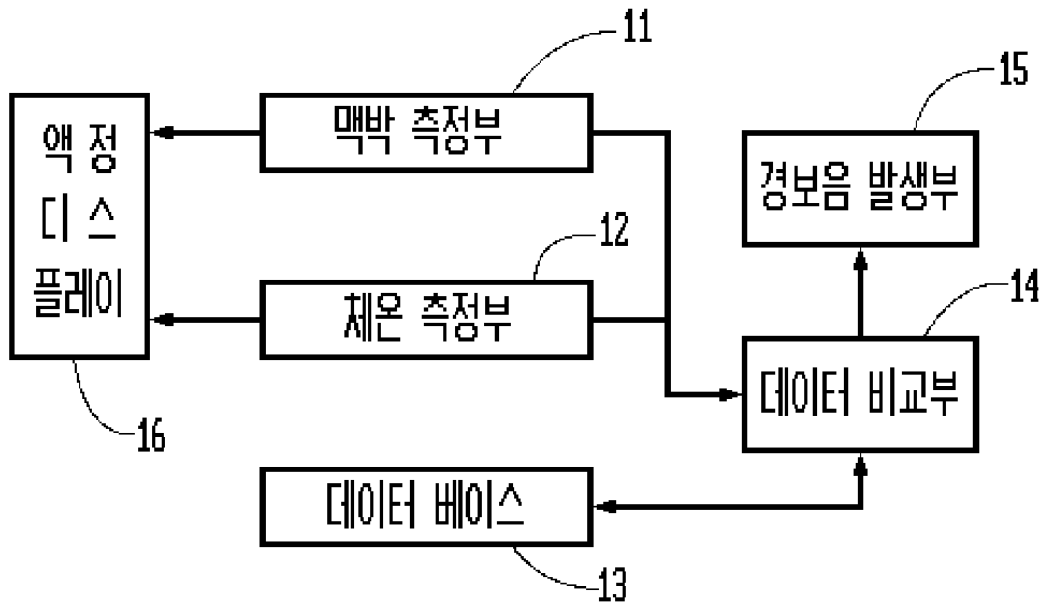 11
맥박 측정부
15
경보음 발생부
액 정
디 스
플레이
12
체온 측정부
14
데이터 비교부
16
데이터 베이스
13